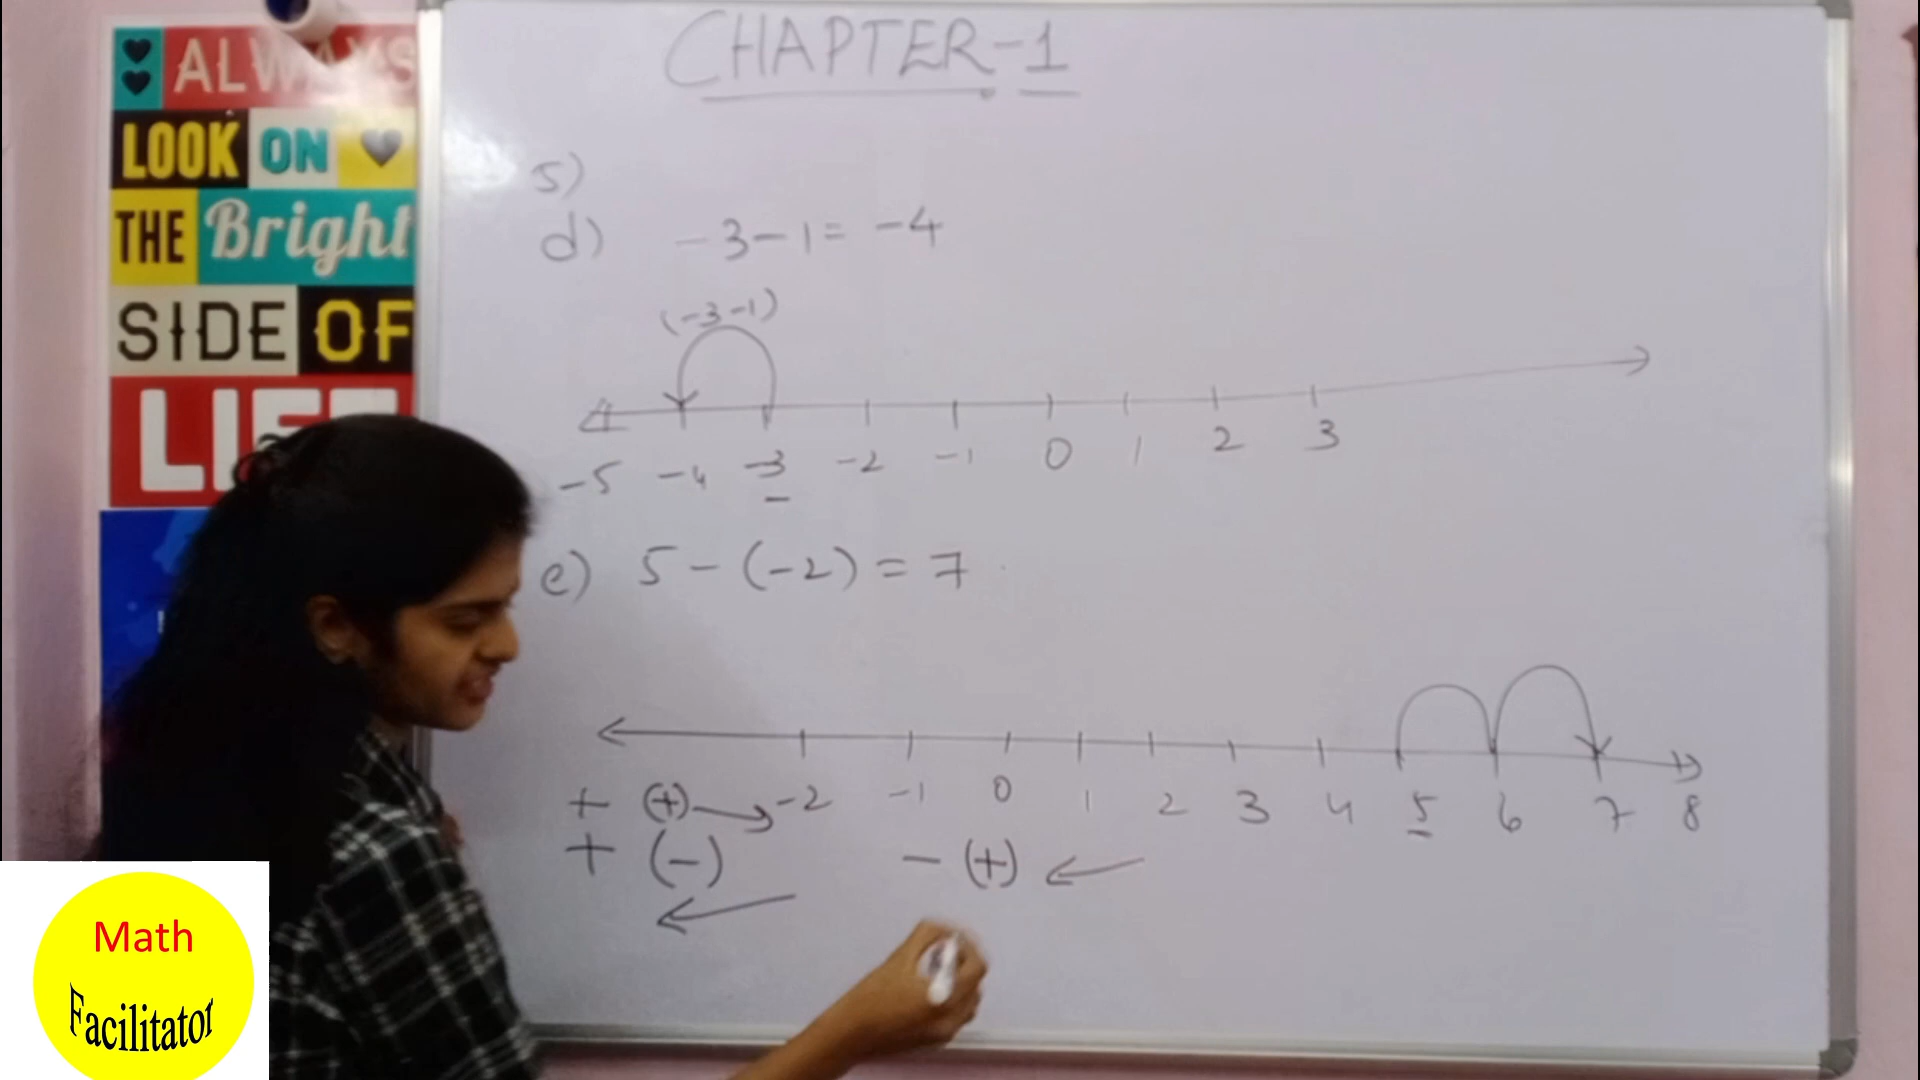 ALWAYS
LOOK ON
THE Bright
SIDE OF
LIFE
CHAPTER-1
5)
d) -3-1= -4
(-3-1)
-5 -4 -3 -2 -1 0 1 2 3
e) 5-(-2)=7
-2 -1 0 1 2 3 4 5 6 7 8
+ (+)
+ (-) - (+)
Math
Facilitator